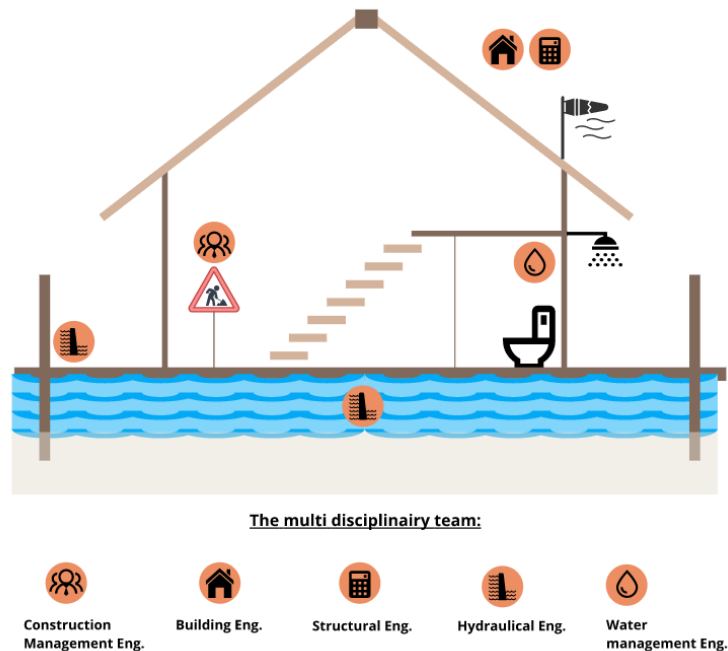 The multi disciplinairy team:
Construction
Management Eng.
Building Eng.
Structural Eng.
Hydraulical Eng.
Water
management Eng.